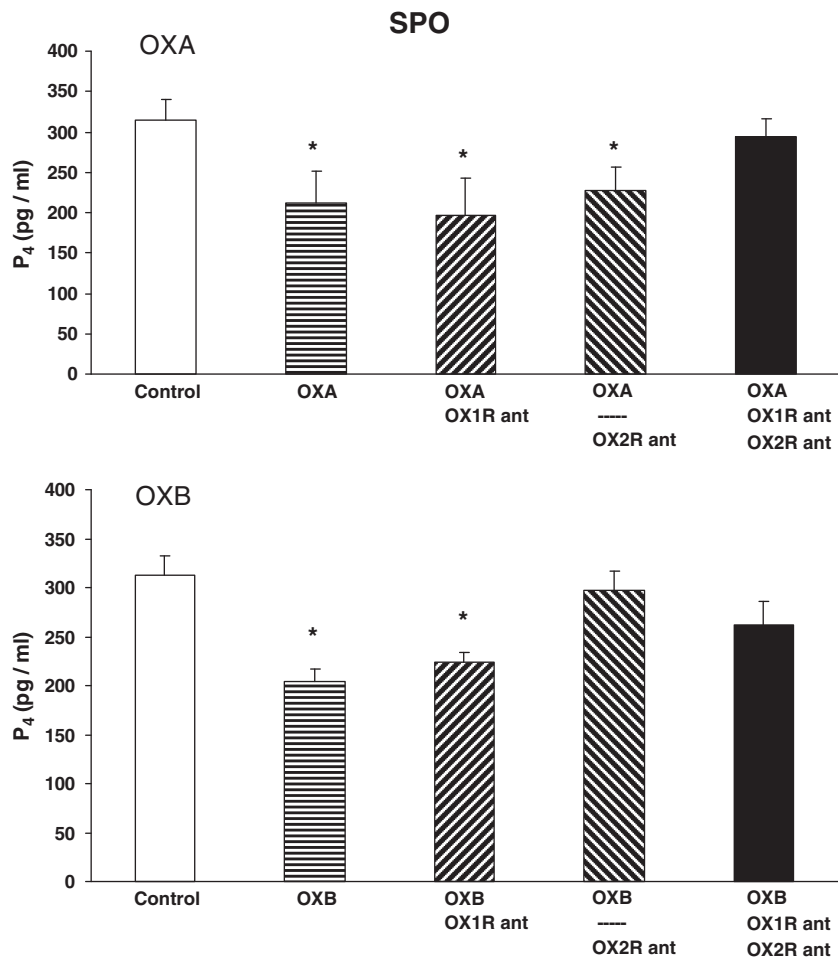 SPO
OXA
400
350
300
250
200
150
100
50
0
P4 (pg / ml)
*
*
*
Control
OXA
OXA
OX1R ant
OXA
-----
OX2R ant
OXA
OX1R ant
OX2R ant
OXB
400
350
300
250
200
150
100
50
0
P4 (pg / ml)
*
*
Control
OXB
OXB
OX1R ant
OXB
-----
OX2R ant
OXB
OX1R ant
OX2R ant